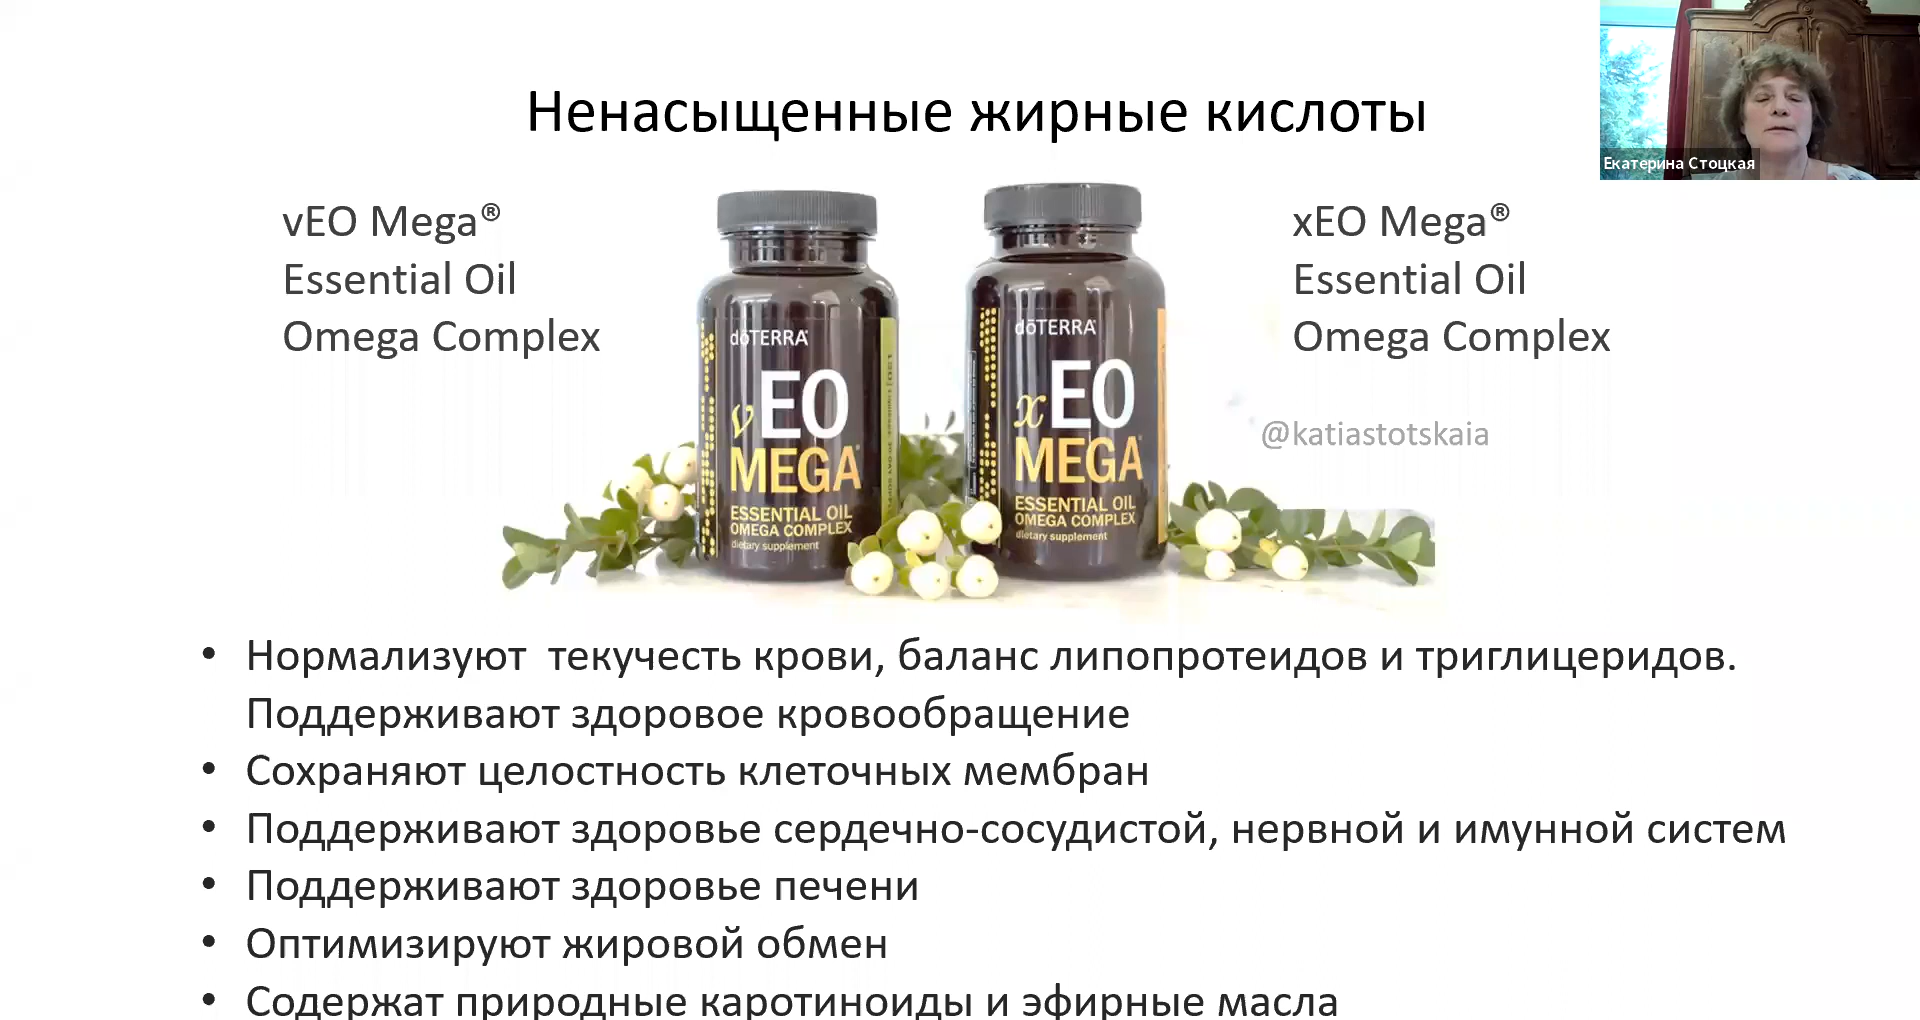 Ненасыщенные жирные кислоты
Екатерина Стоцкая
vEO Mega®
Essential Oil
Omega Complex
xEO Mega®
Essential Oil
Omega Complex
@katiastotskaia
dōTERRA
vEO
MEGA
ESSENTIAL OIL
OMEGA COMPLEX
dietary supplement
dōTERRA
xEO
MEGA
ESSENTIAL OIL
OMEGA COMPLEX
dietary supplement
• Нормализуют текучесть крови, баланс липопротеидов и триглицеридов.
Поддерживают здоровое кровообращение
• Сохраняют целостность клеточных мембран
• Поддерживают здоровье сердечно-сосудистой, нервной и имунной систем
• Поддерживают здоровье печени
• Оптимизируют жировой обмен
• Содержат природные каротиноиды и эфирные масла